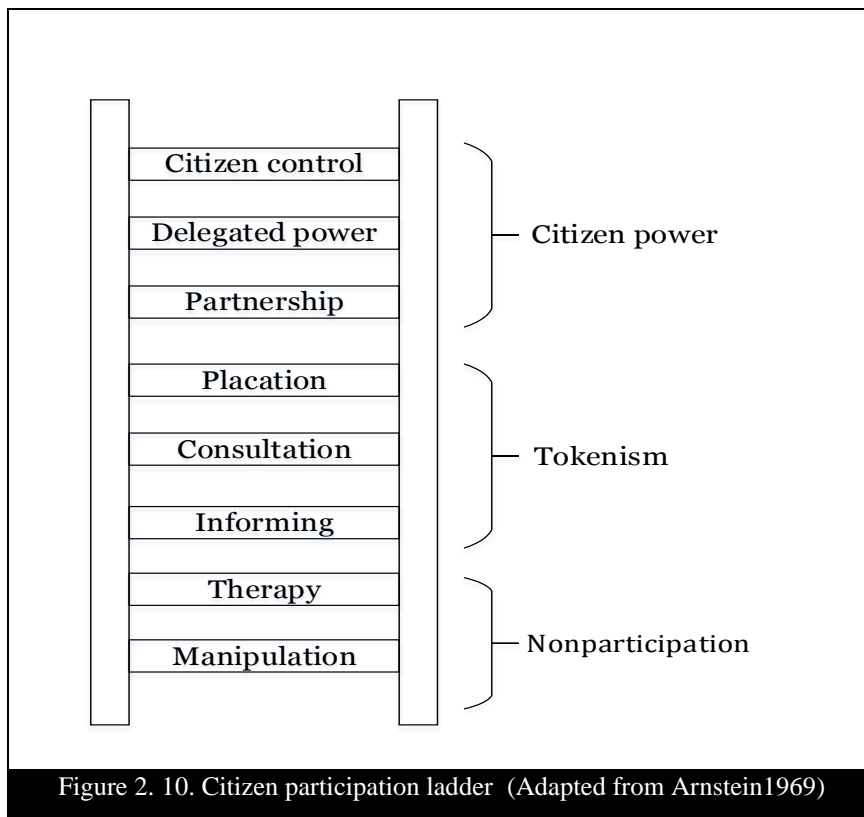 Citizen control
Delegated power
Partnership
Citizen power
Placation
Consultation
Informing
Tokenism
Therapy
Manipulation
Nonparticipation
Figure 2. 10. Citizen participation ladder (Adapted from Arnstein1969)